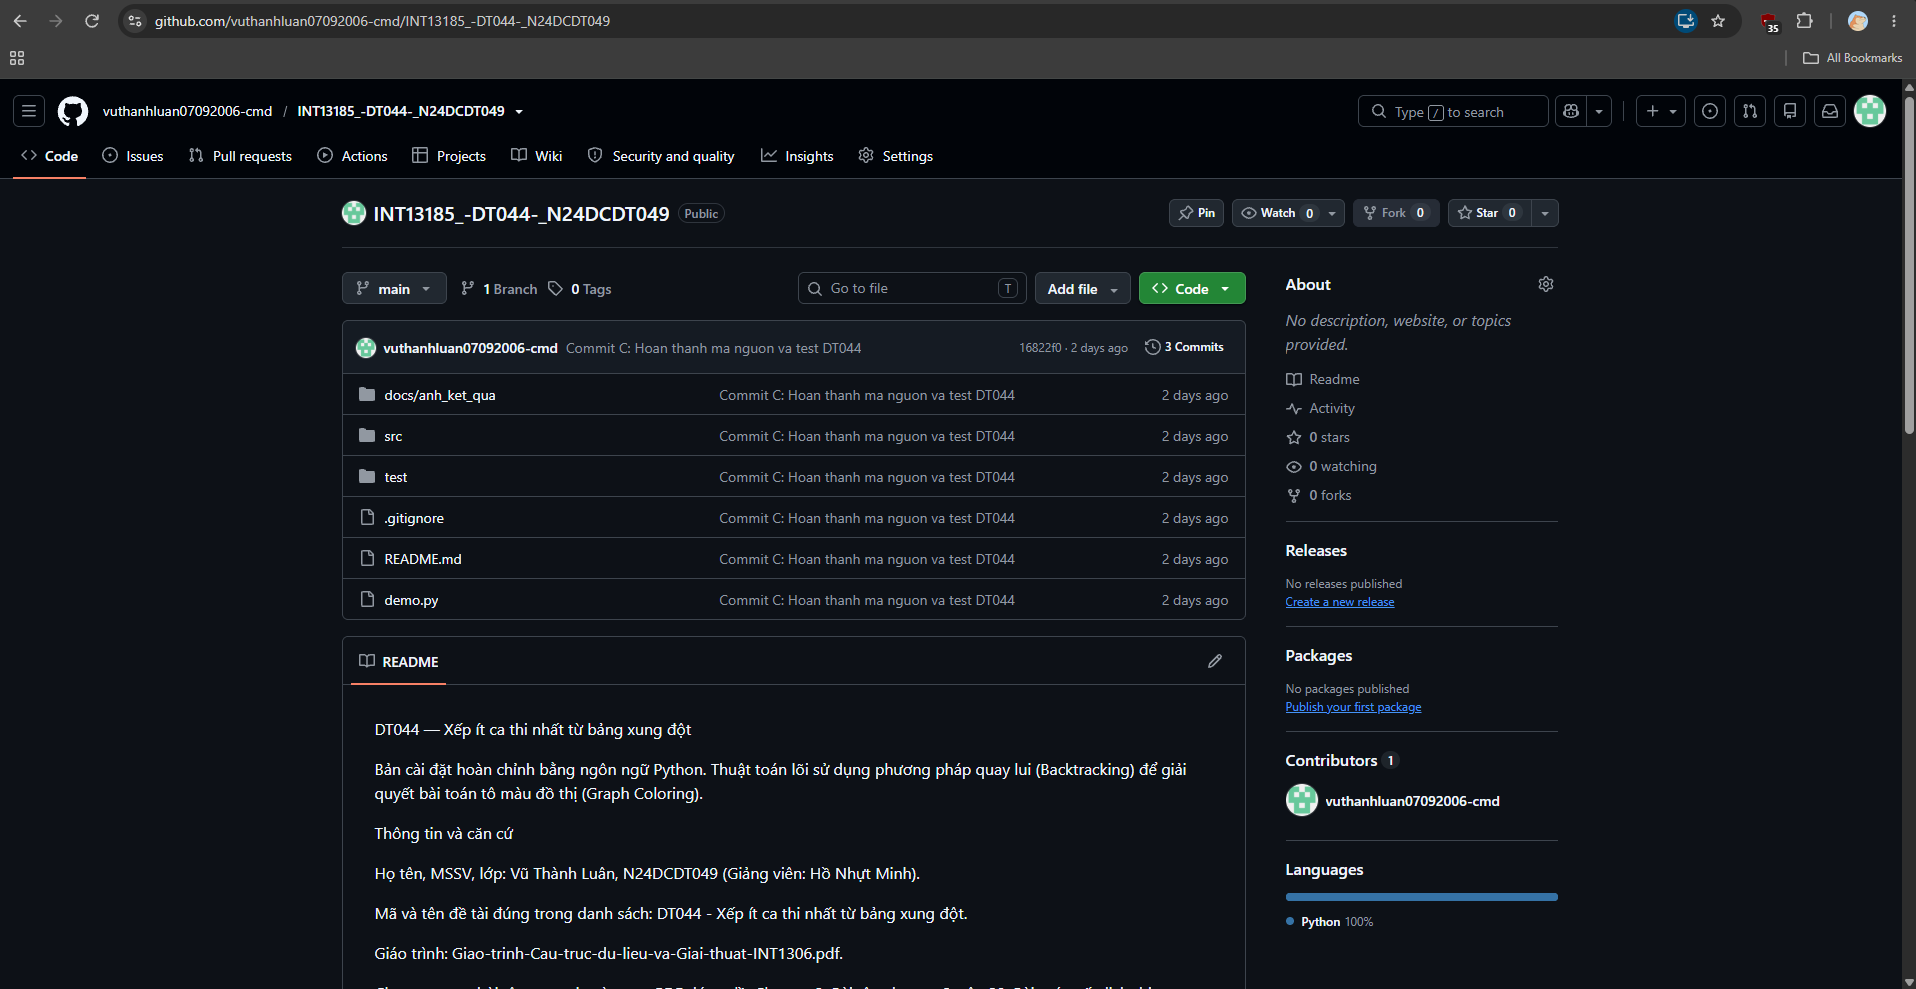 github.com/vuthanhluan07092006-cmd/INT13185_-DT044-_N24DCDT049
35
All Bookmarks
vuthanhluan07092006-cmd / INT13185_-DT044-_N24DCDT049
Type / to search
Code
Issues
Pull requests
Actions
Projects
Wiki
Security and quality
Insights
Settings
INT13185_-DT044-_N24DCDT049 Public
Pin
Watch 0
Fork 0
Star 0
main
1 Branch
0 Tags
Go to file T
Add file
Code
vuthanhluan07092006-cmd Commit C: Hoan thanh ma nguon va test DT044 16822f0 · 2 days ago 3 Commits
docs/anh_ket_qua Commit C: Hoan thanh ma nguon va test DT044 2 days ago
src Commit C: Hoan thanh ma nguon va test DT044 2 days ago
test Commit C: Hoan thanh ma nguon va test DT044 2 days ago
.gitignore Commit C: Hoan thanh ma nguon va test DT044 2 days ago
README.md Commit C: Hoan thanh ma nguon va test DT044 2 days ago
demo.py Commit C: Hoan thanh ma nguon va test DT044 2 days ago
README
DT044 — Xếp ít ca thi nhất từ bảng xung đột
Bản cài đặt hoàn chỉnh bằng ngôn ngữ Python. Thuật toán lõi sử dụng phương pháp quay lui (Backtracking) để giải
quyết bài toán tô màu đồ thị (Graph Coloring).
Thông tin và căn cứ
Họ tên, MSSV, lớp: Vũ Thành Luân, N24DCDT049 (Giảng viên: Hồ Nhựt Minh).
Mã và tên đề tài đúng trong danh sách: DT044 - Xếp ít ca thi nhất từ bảng xung đột.
Giáo trình: Giao-trinh-Cau-truc-du-lieu-va-Giai-thuat-INT1306.pdf.
About
No description, website, or topics
provided.
Readme
Activity
0 stars
0 watching
0 forks
Releases
No releases published
Create a new release
Packages
No packages published
Publish your first package
Contributors 1
vuthanhluan07092006-cmd
Languages
Python 100%